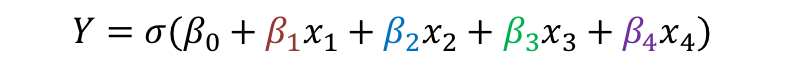 Y = σ(β₀ + β₁x₁ + β₂x₂ + β₃x₃ + β₄x₄)